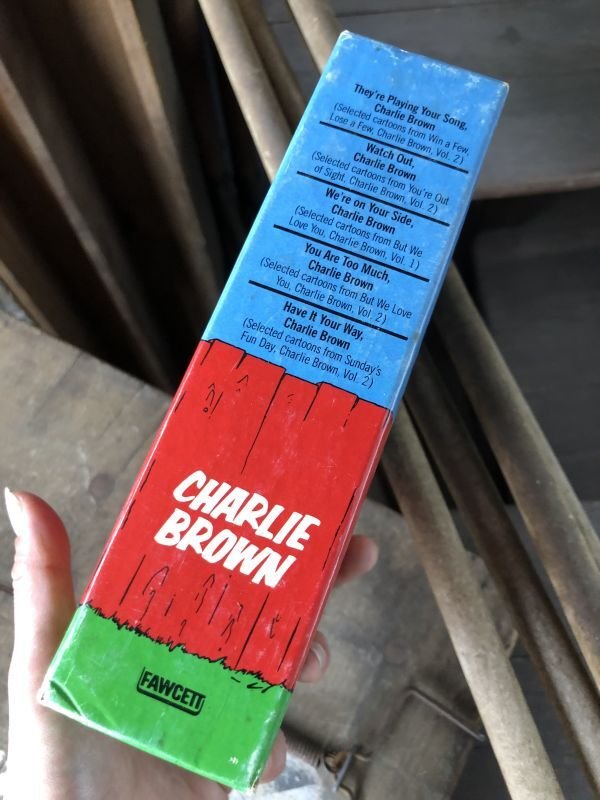 They're Playing Your Song,
Charlie Brown
(Selected cartoons from Win a Few,
Lose a Few, Charlie Brown, Vol. 2)
Watch Out,
Charlie Brown
(Selected cartoons from You're Out
of Sight, Charlie Brown, Vol. 2)
We're on Your Side,
Charlie Brown
(Selected cartoons from But We
Love You, Charlie Brown, Vol. 1)
You Are Too Much,
Charlie Brown
(Selected cartoons from But We Love
You, Charlie Brown, Vol. 2)
Have It Your Way,
Charlie Brown
(Selected cartoons from Sunday's
Fun Day, Charlie Brown, Vol. 2)
CHARLIE
BROWN
FAWCETT